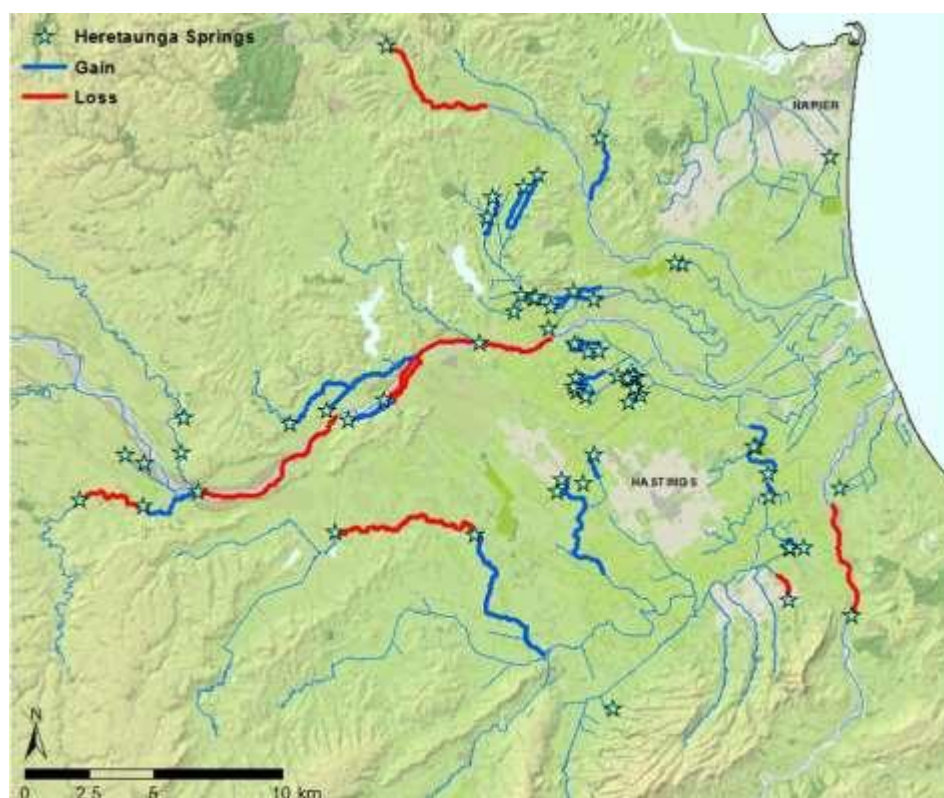 Heretaunga Springs
Gain
Loss
NAPIER
HASTINGS
N
0 2.5 5 10 km